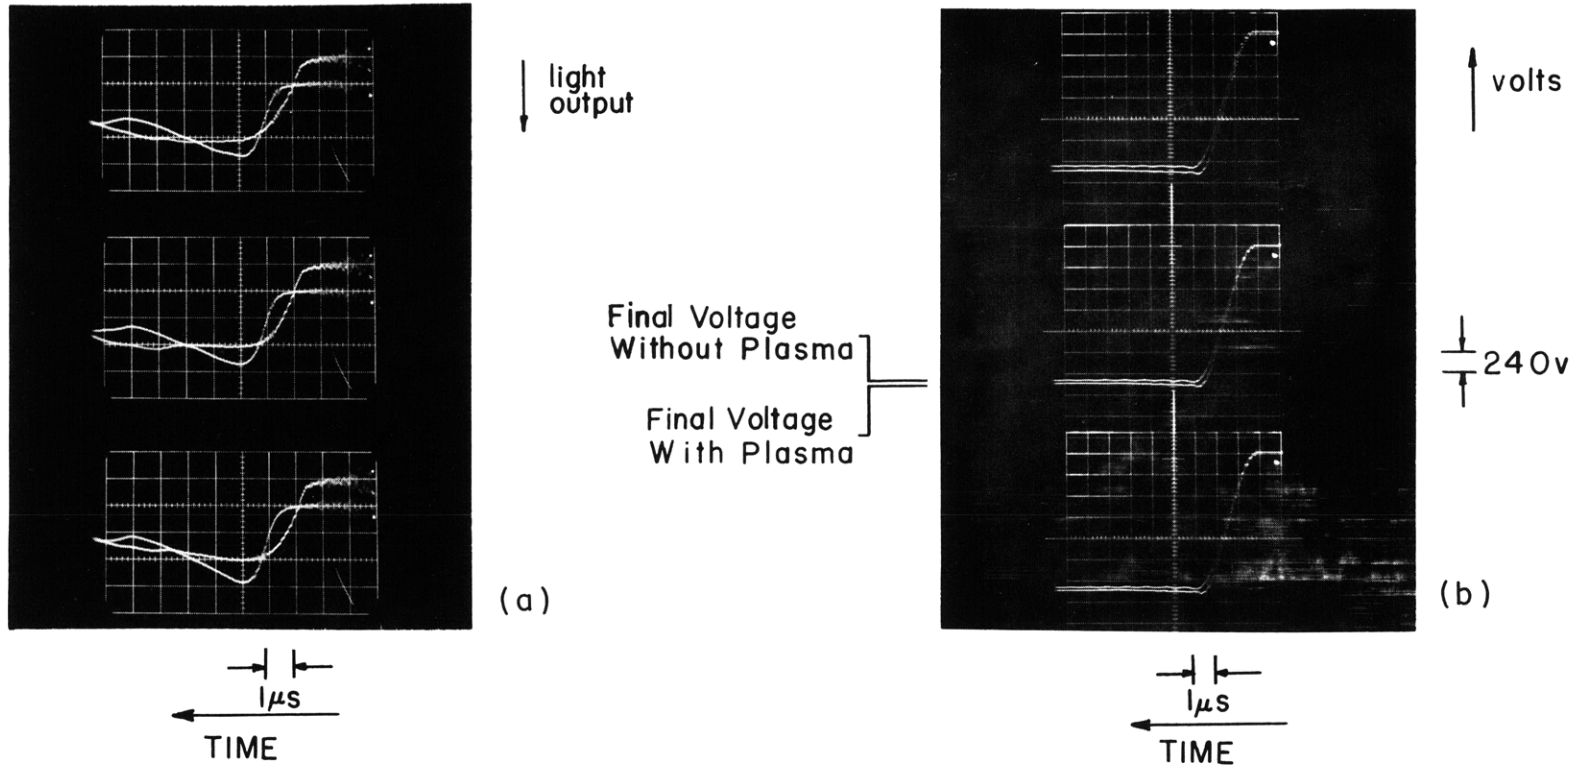 light
output
(a)
1μs
TIME
Final Voltage
Without Plasma
Final Voltage
With Plasma
volts
240v
(b)
1μs
TIME